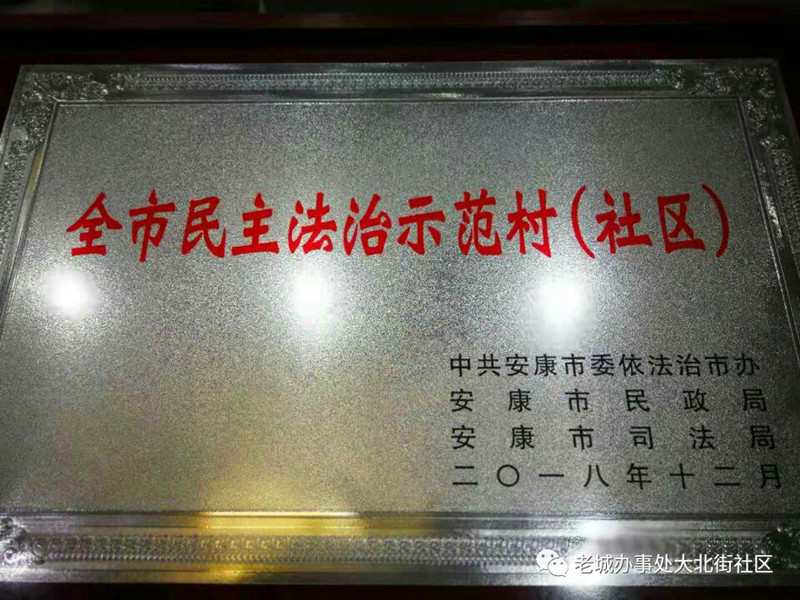 全市民主法治示范村(社区)
中共安康市委依法治市办
安康市民政局
安康市司法局
二〇一八年十二月
老城办事处大北街社区